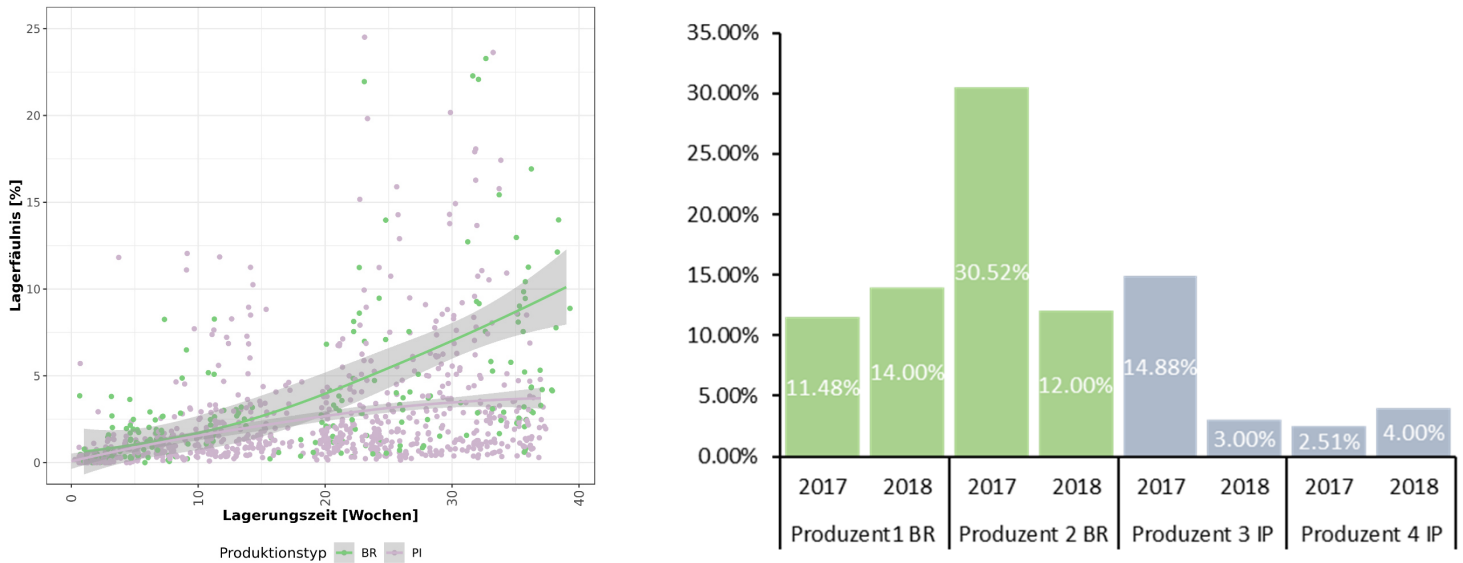 25
20
15
10
5
0
Lagerfäulnis [%]
0 10 20 30 40
Lagerungszeit [Wochen]
Produktionstyp BR PI
35.00%
30.00%
25.00%
20.00%
15.00%
10.00%
5.00%
0.00%
11.48% 14.00% 30.52% 12.00% 14.88% 3.00% 2.51% 4.00%
2017 2018 2017 2018 2017 2018 2017 2018
Produzent1 BR Produzent 2 BR Produzent 3 IP Produzent 4 IP